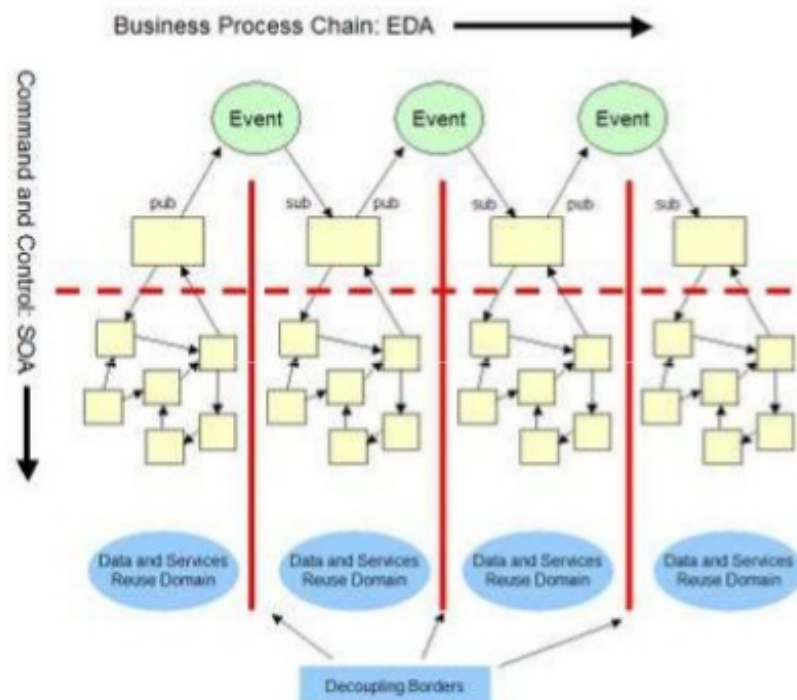 Business Process Chain: EDA
Command and Control: SOA
Event
Event
Event
pub
sub
pub
sub
pub
sub
Data and Services
Reuse Domain
Data and Services
Reuse Domain
Data and Services
Reuse Domain
Data and Services
Reuse Domain
Decoupling Borders